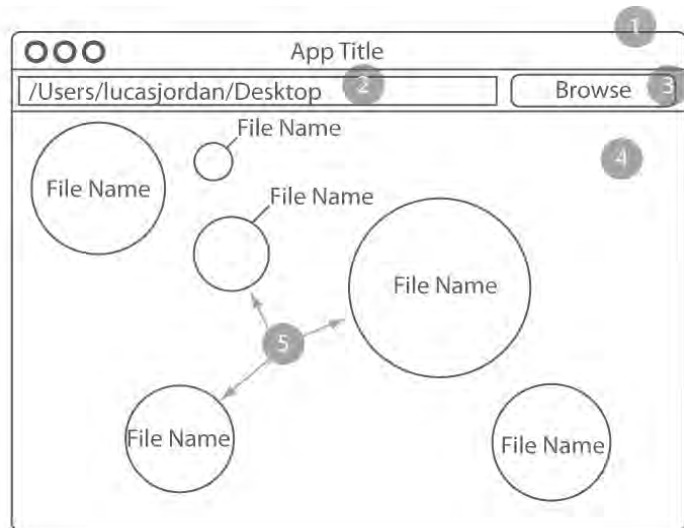 1
App Title
/Users/lucasjordan/Desktop
2
Browse
3
File Name
File Name
4
File Name
File Name
5
File Name
File Name